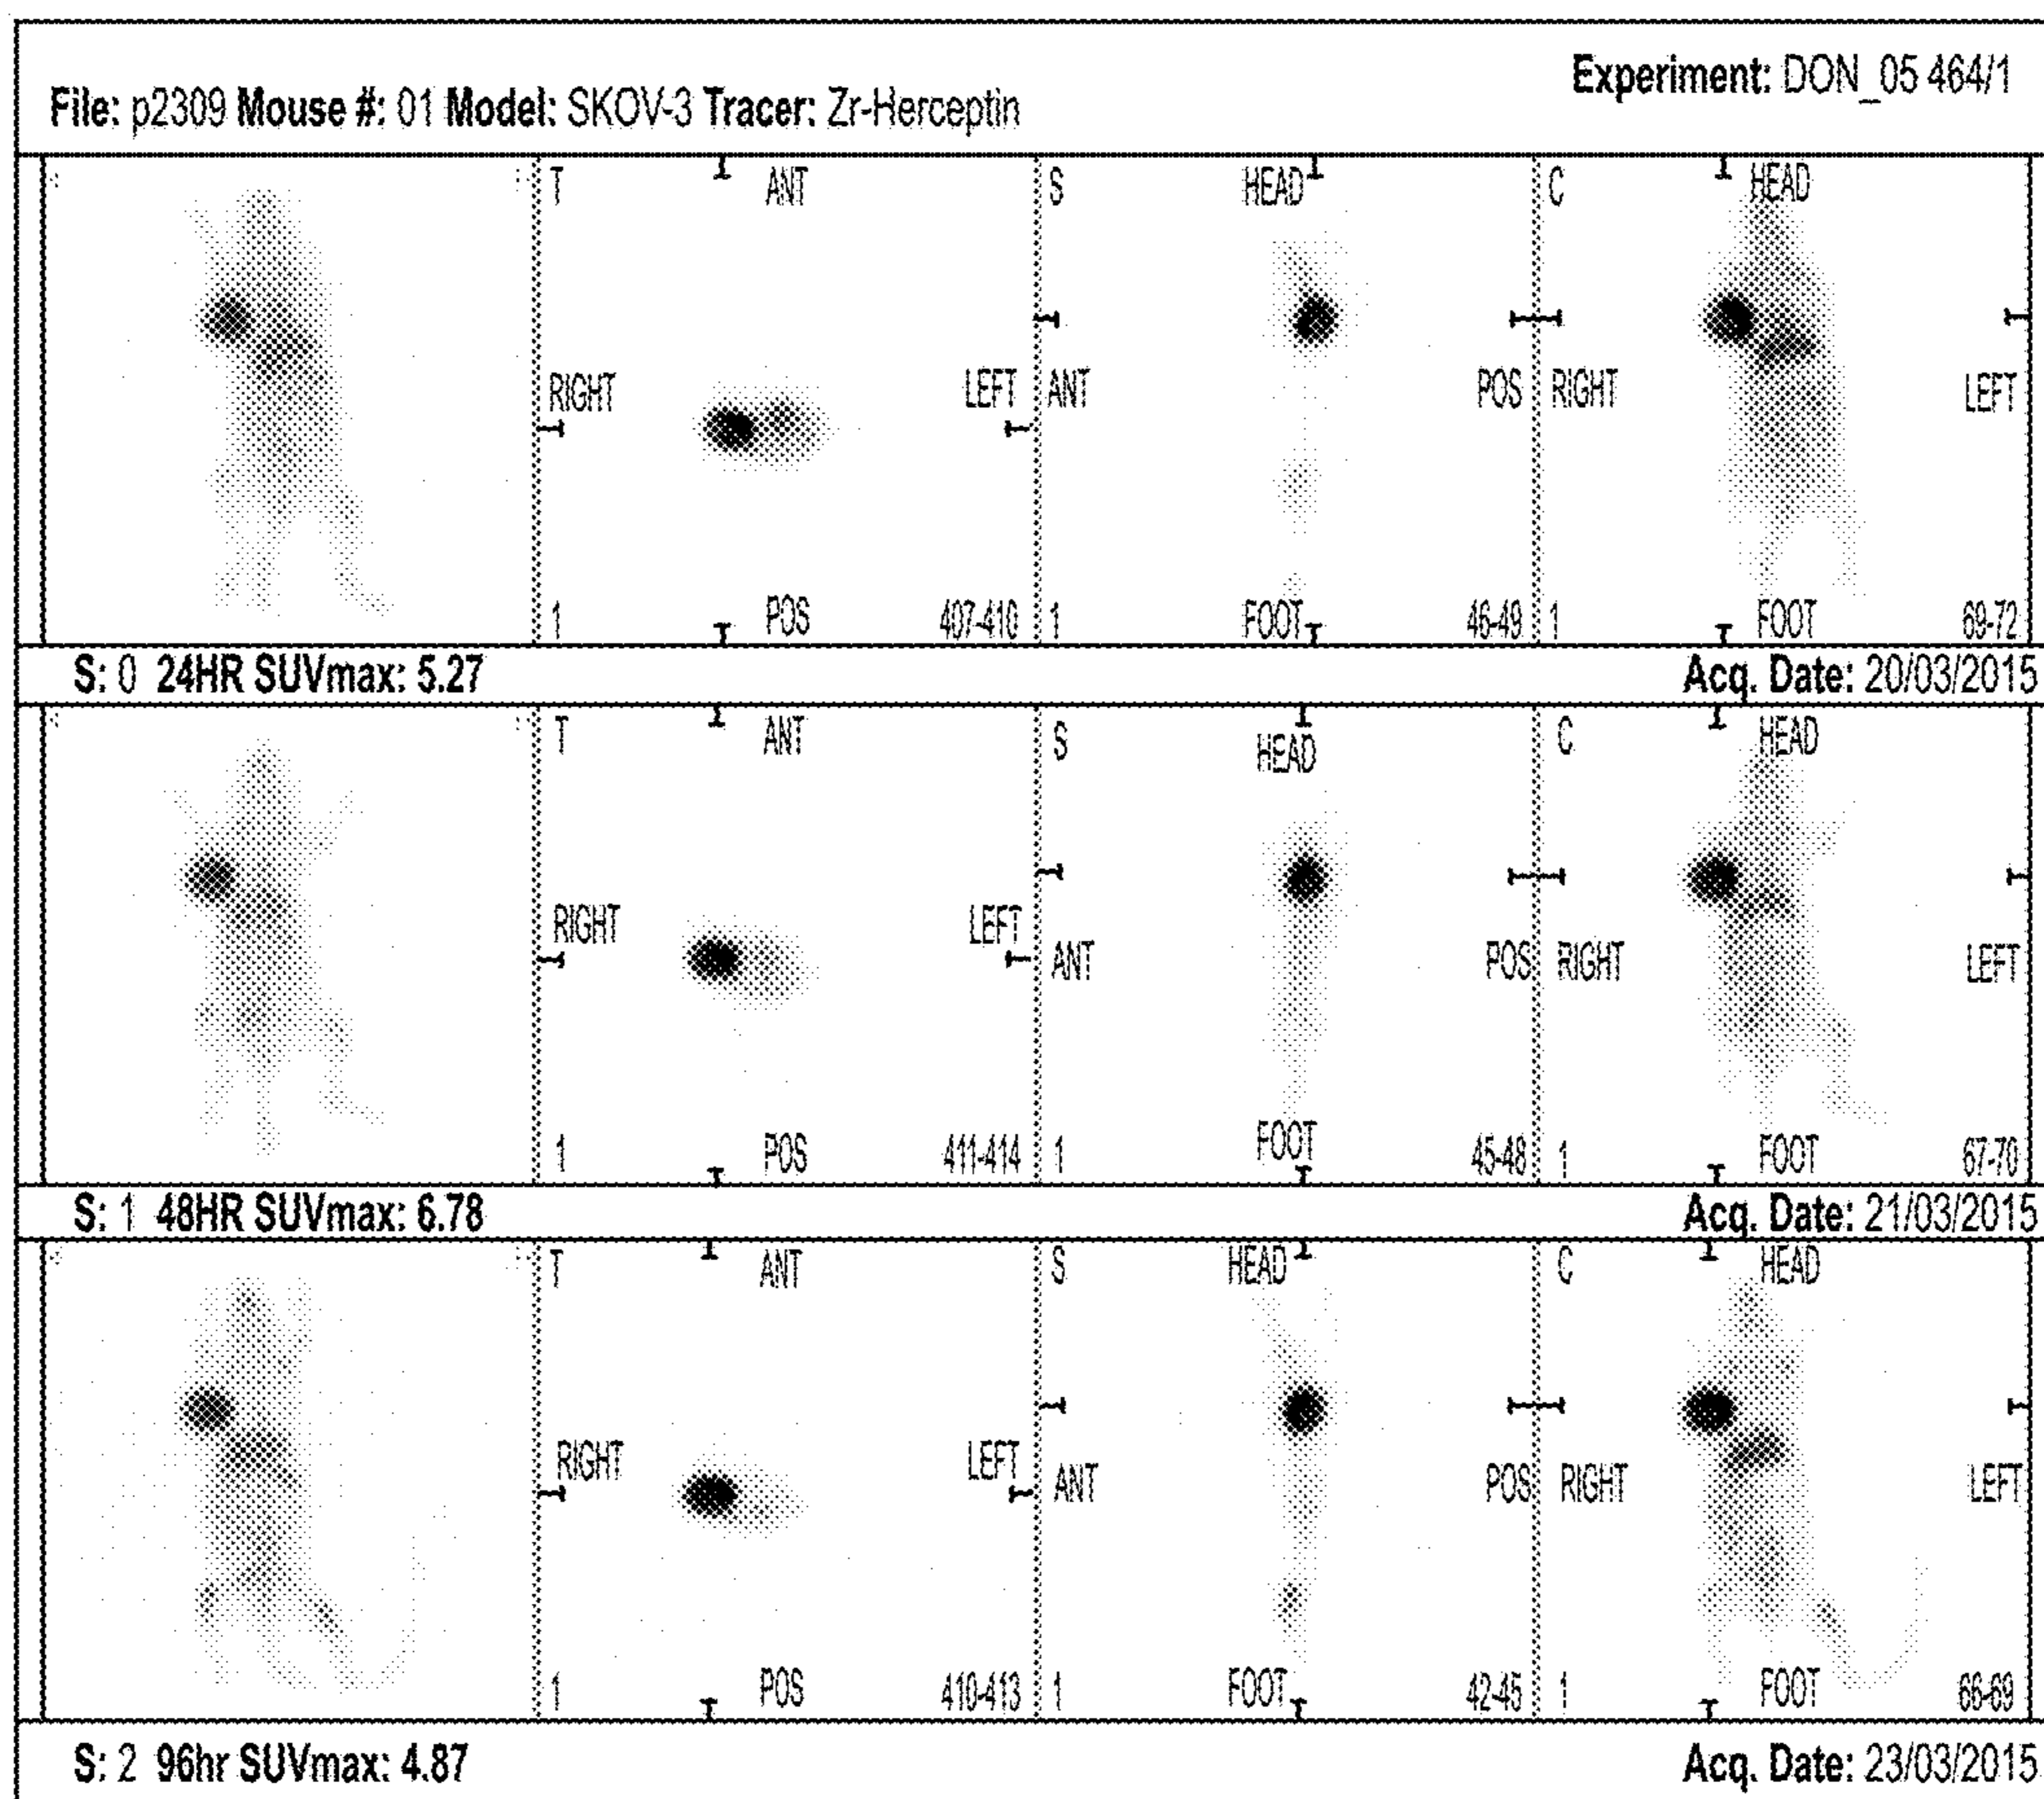 Experiment: DON_05 464/1
File: p2309 Mouse #: 01 Model: SKOV-3 Tracer: Zr-Herceptin
T ANT S HEAD C HEAD
RIGHT LEFT ANT POS RIGHT LEFT
1 POS 407-410 1 FOOT 46-49 1 FOOT 69-72
S: 0 24HR SUVmax: 5.27 Acq. Date: 20/03/2015
T ANT S HEAD C HEAD
RIGHT LEFT ANT POS RIGHT LEFT
1 POS 411-414 1 FOOT 45-48 1 FOOT 67-70
S: 1 48HR SUVmax: 6.78 Acq. Date: 21/03/2015
T ANT S HEAD C HEAD
RIGHT LEFT ANT POS RIGHT LEFT
1 POS 410-413 1 FOOT 42-45 1 FOOT 66-69
S: 2 96hr SUVmax: 4.87 Acq. Date: 23/03/2015